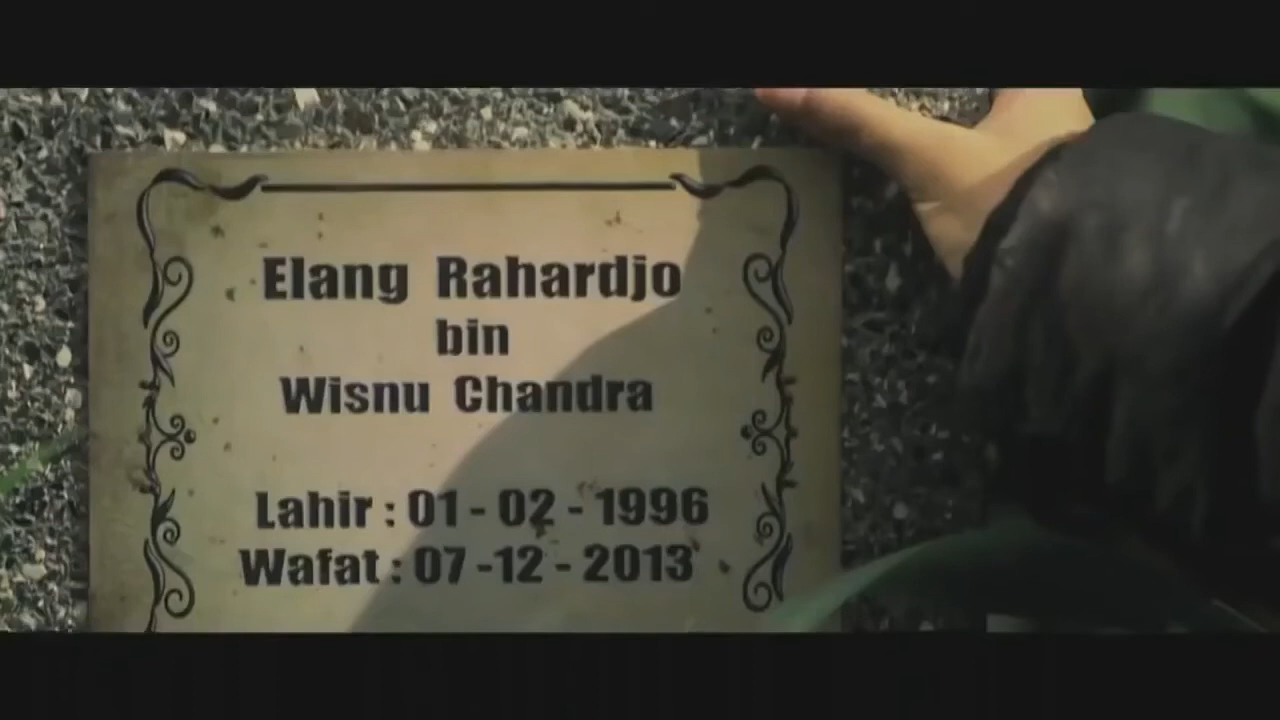 Elang Rahardjo
bin
Wisnu Chandra
Lahir : 01 - 02 - 1996
Wafat : 07 -12 - 2013